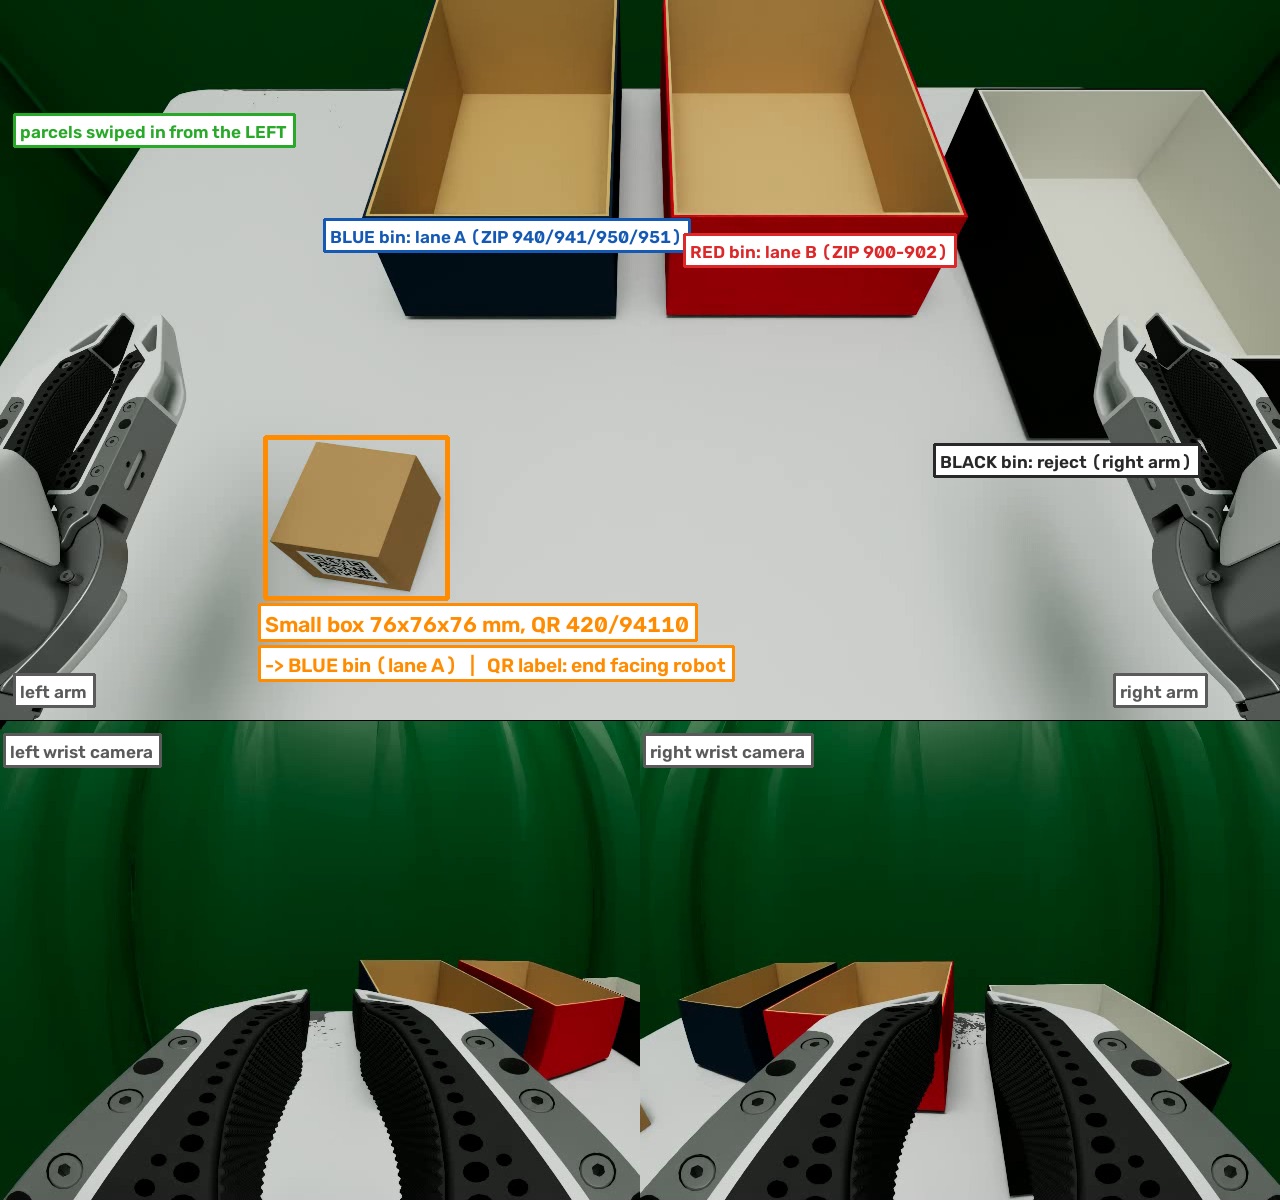 parcels swiped in from the LEFT
BLUE bin: lane A (ZIP 940/941/950/951)
RED bin: lane B (ZIP 900-902)
BLACK bin: reject (right arm)
Small box 76x76x76 mm, QR 420/94110
-> BLUE bin (lane A) | QR label: end facing robot
left arm
right arm
left wrist camera
right wrist camera